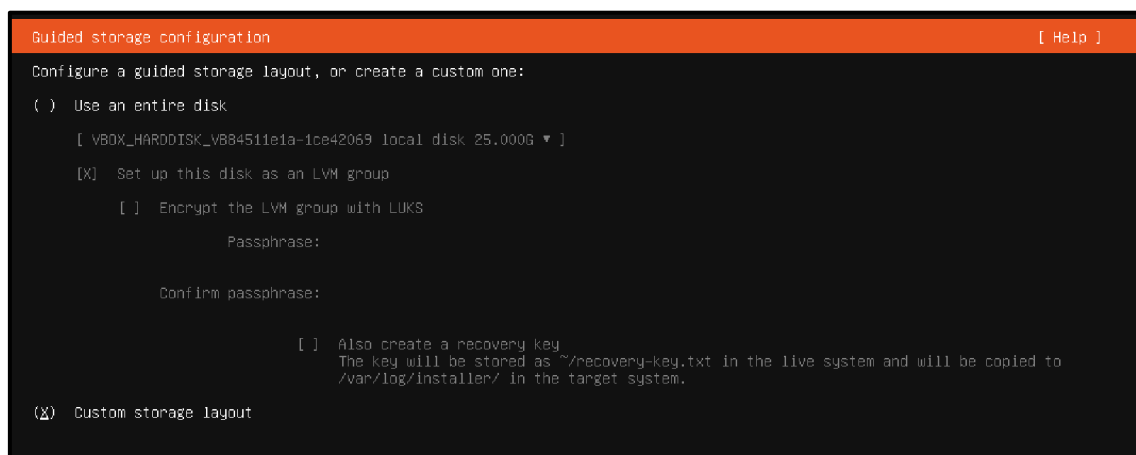 Guided storage configuration [ Help ]
Configure a guided storage layout, or create a custom one:
( ) Use an entire disk
[ VBOX_HARDDISK_VB84511e1a-1ce42069 local disk 25.000G ▾ ]
[X] Set up this disk as an LVM group
[ ] Encrypt the LVM group with LUKS
Passphrase:
Confirm passphrase:
[ ] Also create a recovery key
The key will be stored as ~/recovery-key.txt in the live system and will be copied to
/var/log/installer/ in the target system.
(X) Custom storage layout